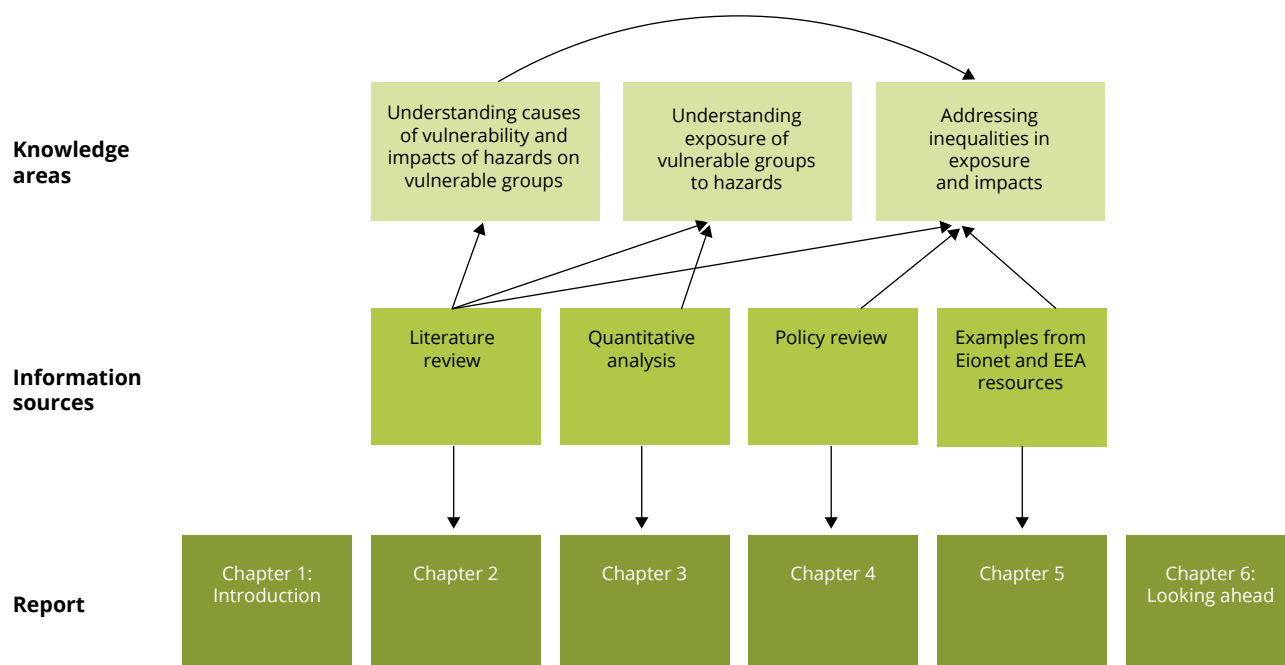 Knowledge
areas
Understanding causes
of vulnerability and
impacts of hazards on
vulnerable groups
Understanding
exposure of
vulnerable groups
to hazards
Addressing
inequalities in
exposure
and impacts
Information
sources
Literature
review
Quantitative
analysis
Policy review
Examples from
Eionet and EEA
resources
Report
Chapter 1:
Introduction
Chapter 2
Chapter 3
Chapter 4
Chapter 5
Chapter 6:
Looking ahead